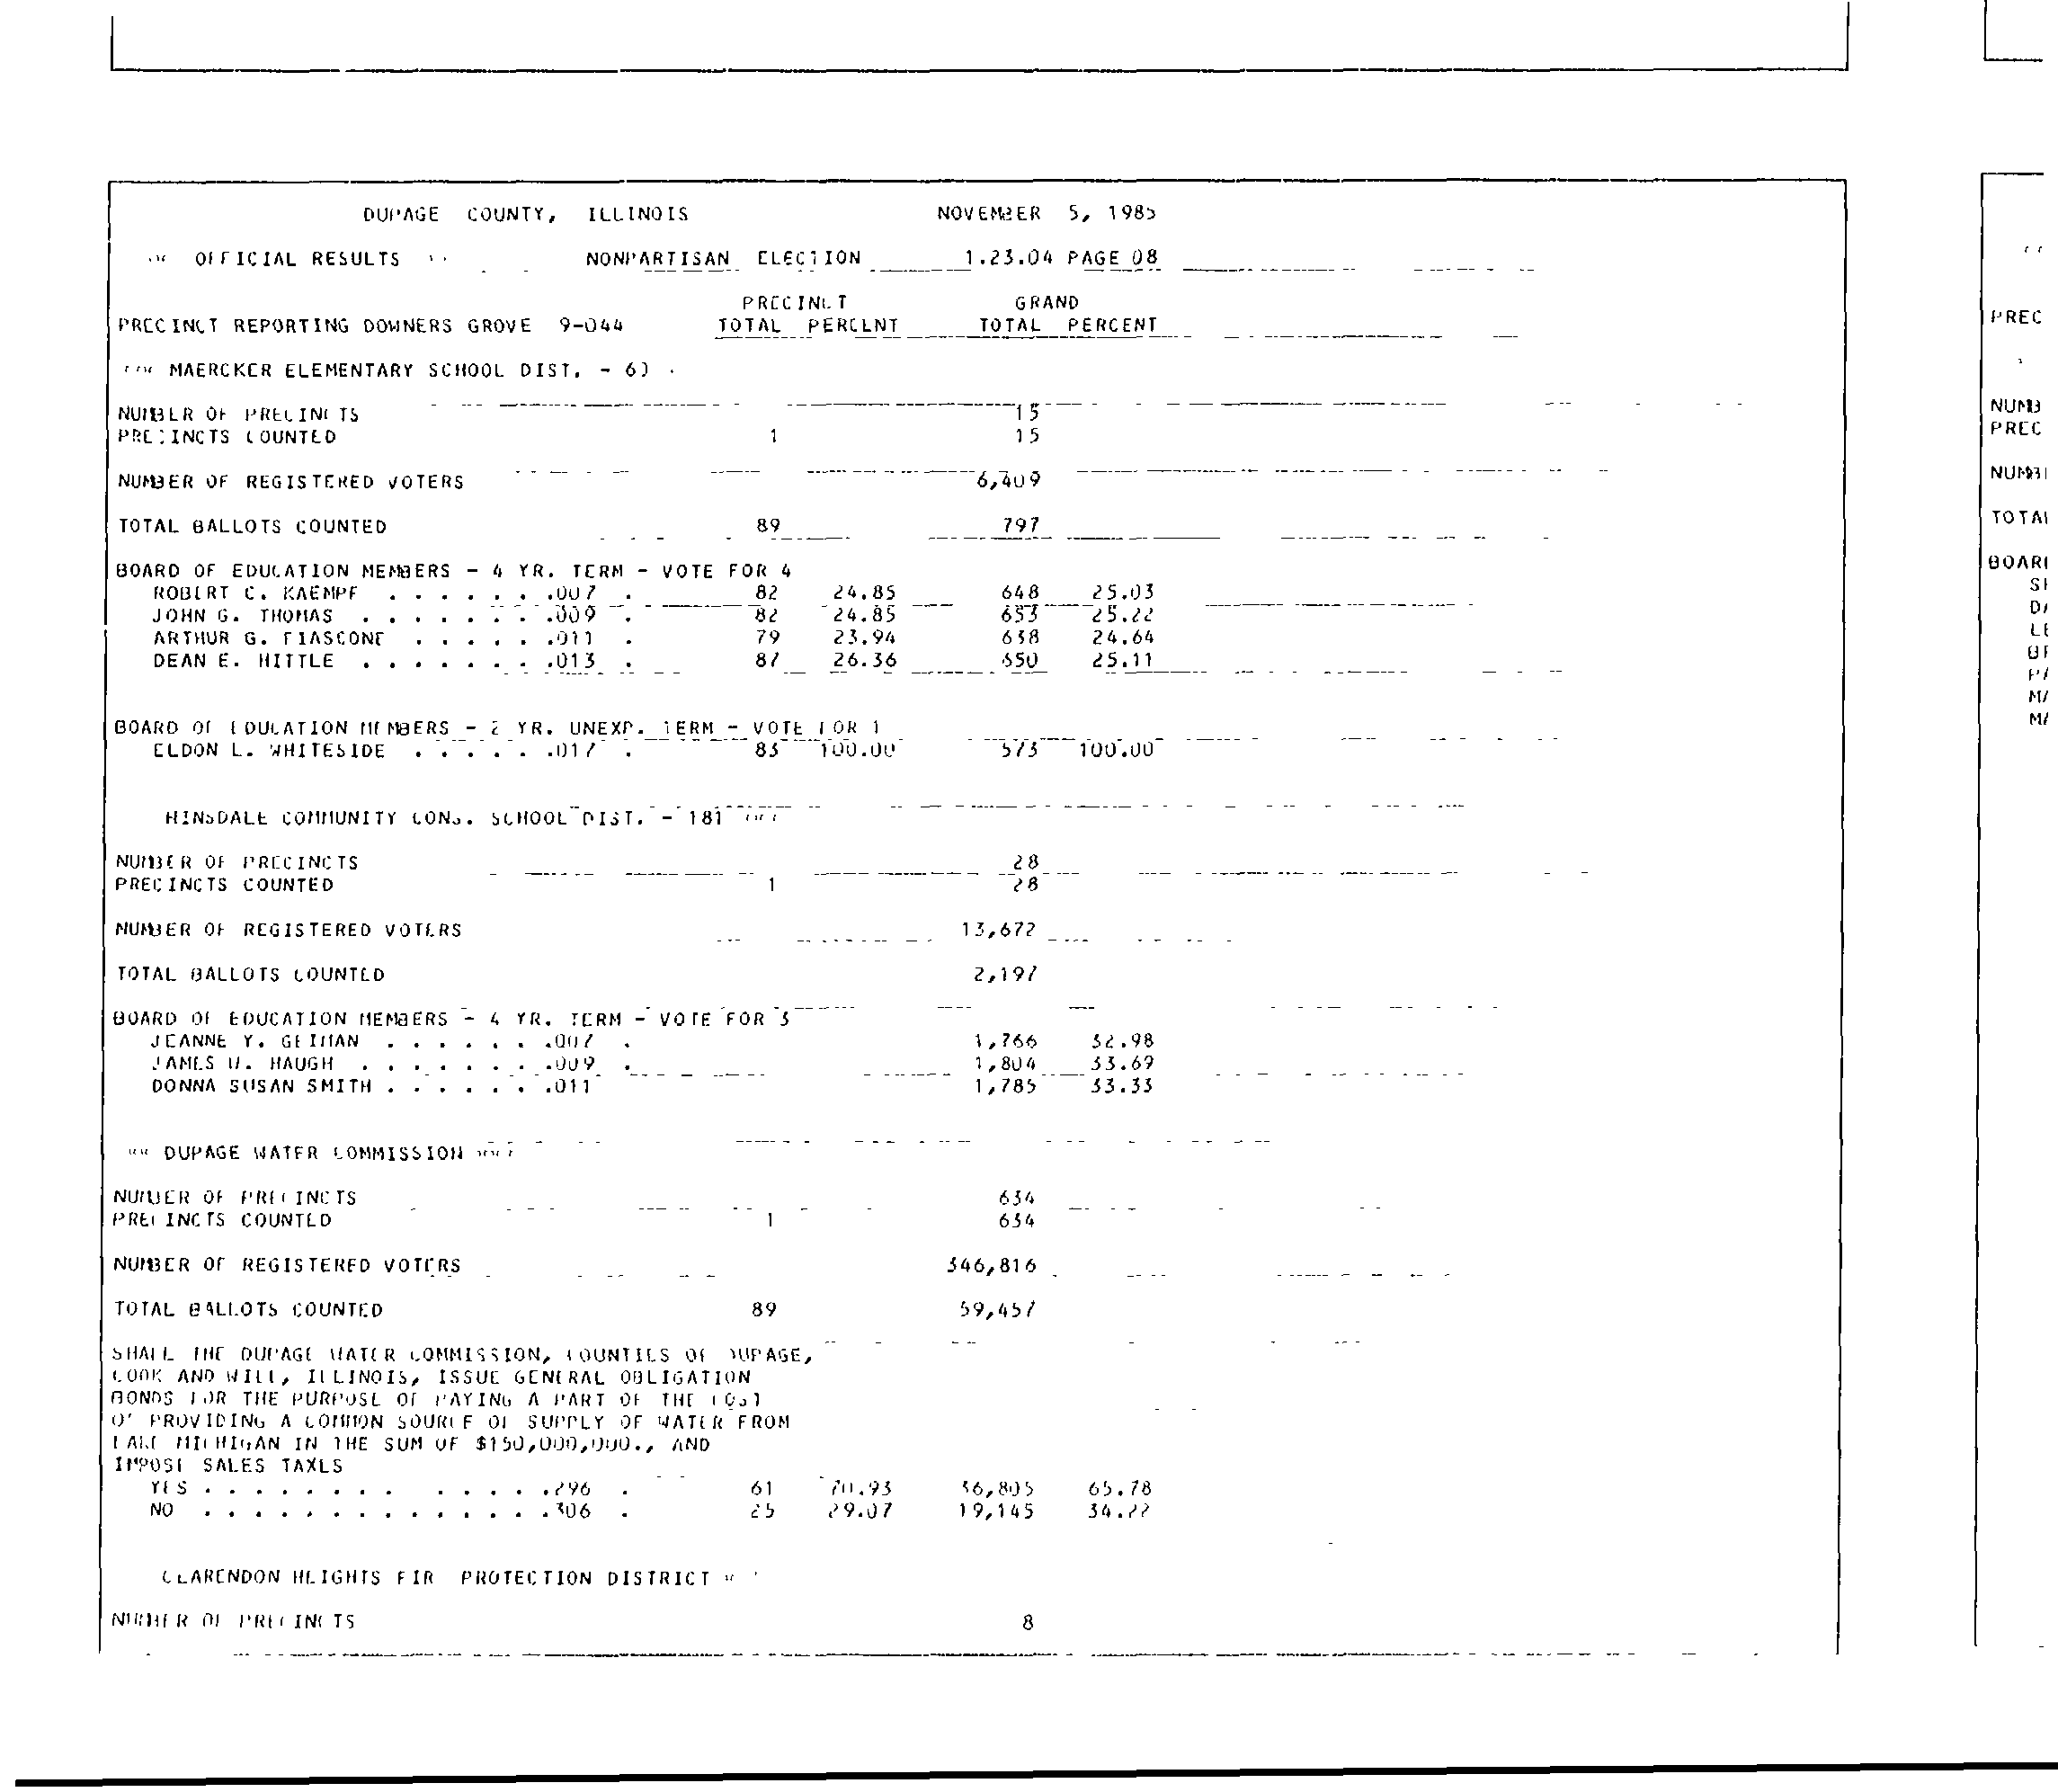 DUPAGE COUNTY, ILLINOIS NOVEMBER 5, 1985
OFFICIAL RESULTS NONPARTISAN ELECTION 1.23.04 PAGE 08
PRECINCT GRAND
PRECINCT REPORTING DOWNERS GROVE 9-044 TOTAL PERCENT TOTAL PERCENT
MAERCKER ELEMENTARY SCHOOL DIST. -
NUMBER OF PRECINCTS 15
PRECINCTS COUNTED 1 15
NUMBER OF REGISTERED VOTERS 6,409
TOTAL BALLOTS COUNTED 89 797
BOARD OF EDUCATION MEMBERS - 4 YR. TERM - VOTE FOR 4
ROBERT C. KAEMPF . . . . . . .007 . 82 24.85 648 25.03
JOHN G. THOMAS . . . . . . . .009 . 82 24.85 653 25.22
ARTHUR G. FIASCONE . . . . . .011 . 79 23.94 638 24.64
DEAN E. HITTLE . . . . . . . .013 . 87 26.36 650 25.11
BOARD OF EDUCATION MEMBERS - 2 YR. UNEXP. TERM - VOTE FOR 1
ELDON L. WHITESIDE . . . . . .017 . 83 100.00 573 100.00
HINSDALE COMMUNITY CONS. SCHOOL DIST. - 181
NUMBER OF PRECINCTS 28
PRECINCTS COUNTED 1 28
NUMBER OF REGISTERED VOTERS 13,672
TOTAL BALLOTS COUNTED 2,197
BOARD OF EDUCATION MEMBERS - 4 YR. TERM - VOTE FOR 3
JEANNE Y. . . . . . . .007 . 1,766 32.98
JAMES HAUGH . . . . . . . .009 . 1,804 33.69
DONNA SUSAN SMITH . . . . . . .011 1,785 33.33
DUPAGE WATER COMMISSION
NUMBER OF PRECINCTS 634
PRECINCTS COUNTED 1 634
NUMBER OF REGISTERED VOTERS 346,816
TOTAL BALLOTS COUNTED 89 59,457
SHALL THE DUPAGE WATER COMMISSION, COUNTIES OF DUPAGE,
COOK AND WILL, ILLINOIS, ISSUE GENERAL OBLIGATION
BONDS FOR THE PURPOSE OF PAYING A PART OF THE COST
OF PROVIDING A COMMON SOURCE OF SUPPLY OF WATER FROM
LAKE MICHIGAN IN THE SUM OF $150,000,000., AND
IMPOSE SALES TAXES
YES . . . . . . . . . . . . .296 . 61 70.93 36,805 65.78
NO . . . . . . . . . . . . . .306 . 25 29.07 19,145 34.22
CLARENDON HEIGHTS FIR PROTECTION DISTRICT
NUMBER OF PRECINCTS 8
PREC
NUMB
PREC